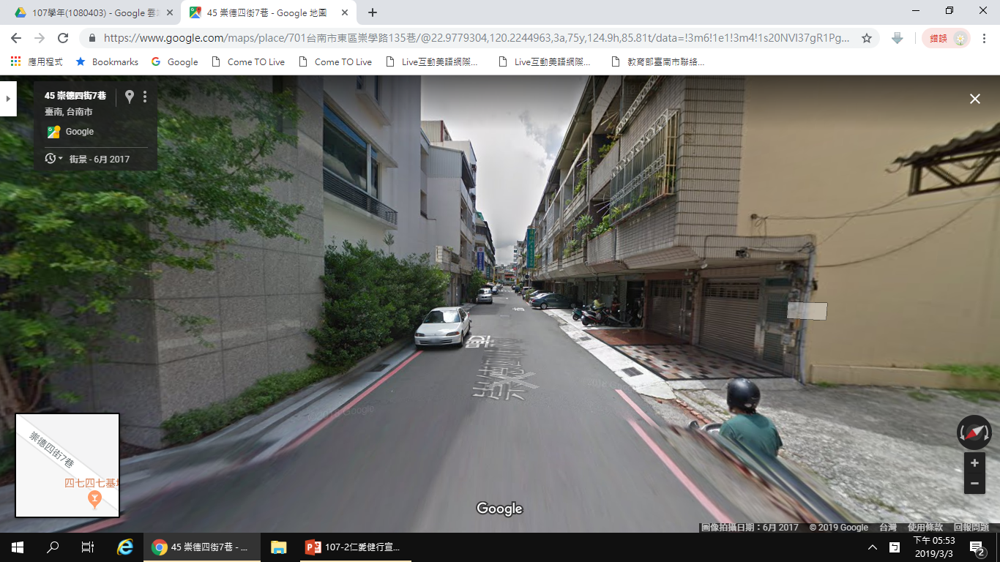 107學年(1080403) - Google 雲
45 崇德四街7巷 - Google 地圖
https://www.google.com/maps/place/701台南市東區崇學路135巷/@22.9779304,120.2244963,3a,75y,124.9h,85.81t/data=!3m6!1e1!3m4!1s20NVI37gR1Pg...
錯誤
應用程式
Bookmarks
Google
Come TO Live
Come TO Live
Live互動美語網際...
Live互動美語網際...
教育部臺南市聯絡...
45 崇德四街7巷
臺南, 台南市
Google
街景 - 6月 2017
崇德四街7巷
四七四七基地
Google
圖像拍攝日期：6月 2017
© 2019 Google
台灣
使用條款
回報問題
45 崇德四街7巷 - ...
107-2仁愛健行宣...
下午 05:53
2019/3/3
2